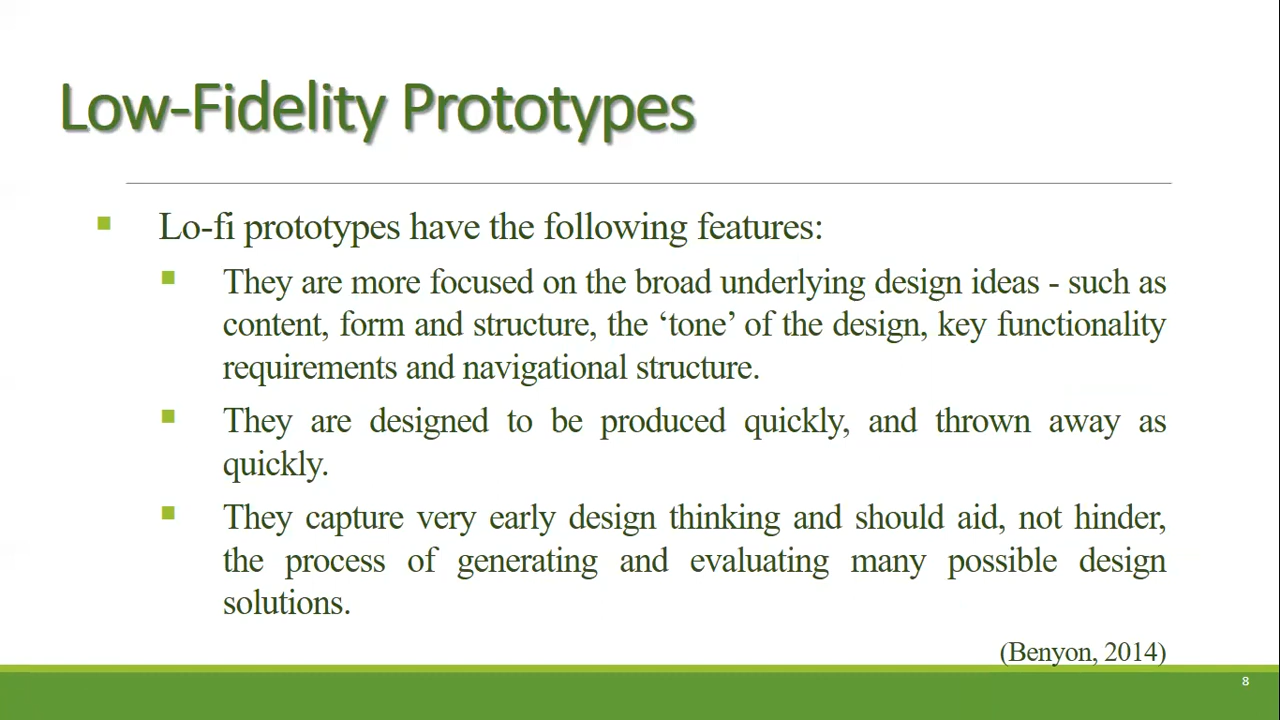 Low-Fidelity Prototypes
Lo-fi prototypes have the following features:
They are more focused on the broad underlying design ideas - such as
content, form and structure, the ‘tone’ of the design, key functionality
requirements and navigational structure.
They are designed to be produced quickly, and thrown away as
quickly.
They capture very early design thinking and should aid, not hinder,
the process of generating and evaluating many possible design
solutions.
(Benyon, 2014)
8